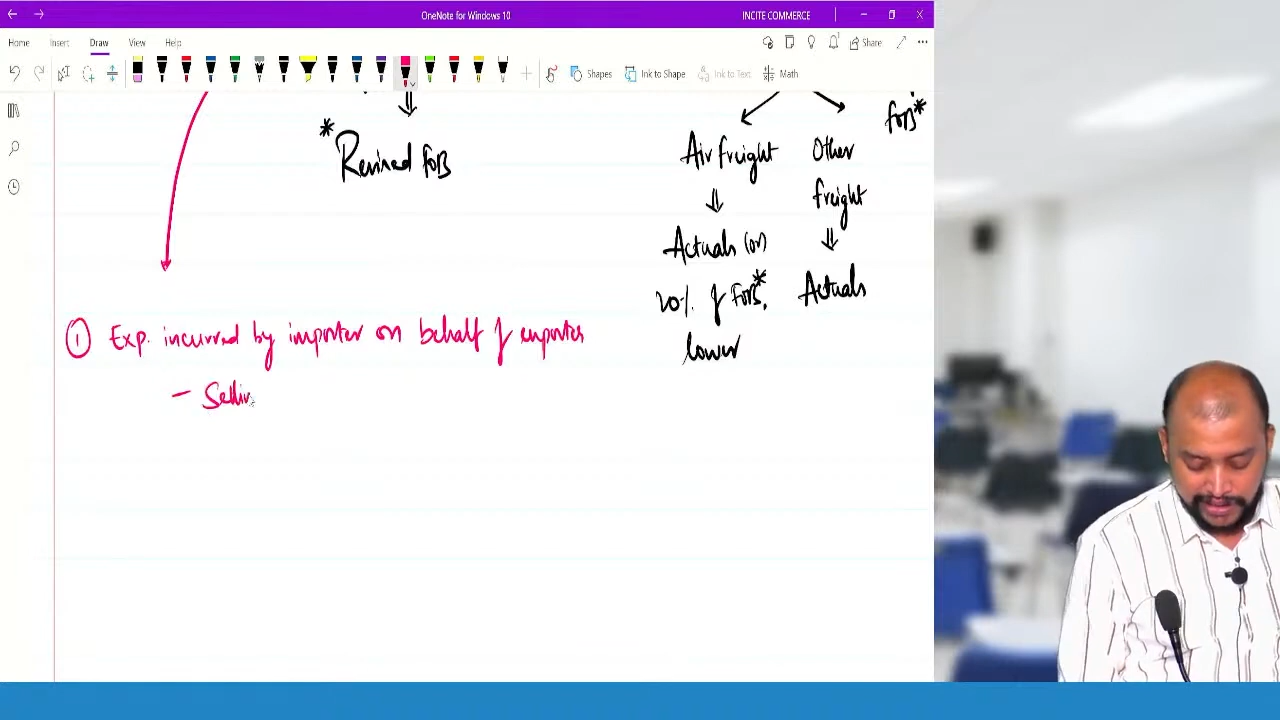 OneNote for Windows 10
INCITE COMMERCE
Home
Insert
Draw
View
Help
Share
Shapes
Ink to Shape
Ink to Text
Math
* Revised FOB
FOB*
Air freight
Other freight
Actuals (or)
20% of FOB*,
lower
Actuals
① Exp. incurred by importer on behalf of exporter
– Sellin